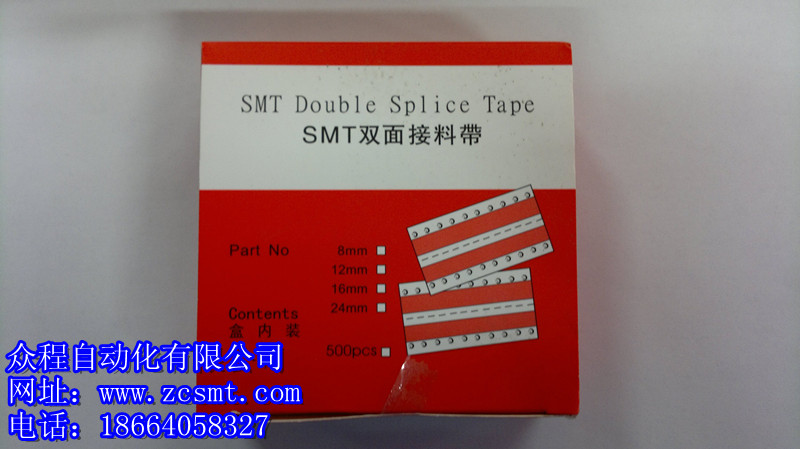 SMT Double Splice Tape
SMT双面接料帶
Part No
8mm
12mm
16mm
24mm
Contents
盒内装
500pcs
众程自动化有限公司
网址：www.zcsmt.com
电话：18664058327